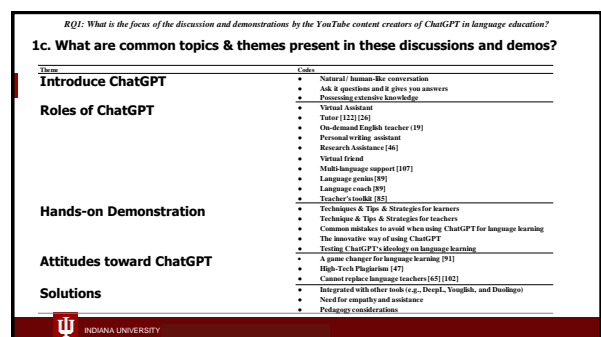 RQ1: What is the focus of the discussion and demonstrations by the YouTube content creators of ChatGPT in language education?
1c. What are common topics & themes present in these discussions and demos?
Theme Codes
Introduce ChatGPT
• Natural / human-like conversation
• Ask it questions and it gives you answers
• Possessing extensive knowledge
Roles of ChatGPT
• Virtual Assistant
• Tutor [122] [26]
• On-demand English teacher (19)
• Personal writing assistant
• Research Assistance [46]
• Virtual friend
• Multi-language support [107]
• Language genius [89]
• Language coach [89]
• Teacher's toolkit [85]
Hands-on Demonstration
• Techniques & Tips & Strategies for learners
• Technique & Tips & Strategies for teachers
• Common mistakes to avoid when using ChatGPT for language learning
• The innovative way of using ChatGPT
• Testing ChatGPT's ideology on language learning
Attitudes toward ChatGPT
• A game changer for language learning [91]
• High-Tech Plagiarism [47]
• Cannot replace language teachers [65] [102]
Solutions
• Integrated with other tools (e.g., DeepL, Youglish, and Duolingo)
• Need for empathy and assistance
• Pedagogy considerations
INDIANA UNIVERSITY